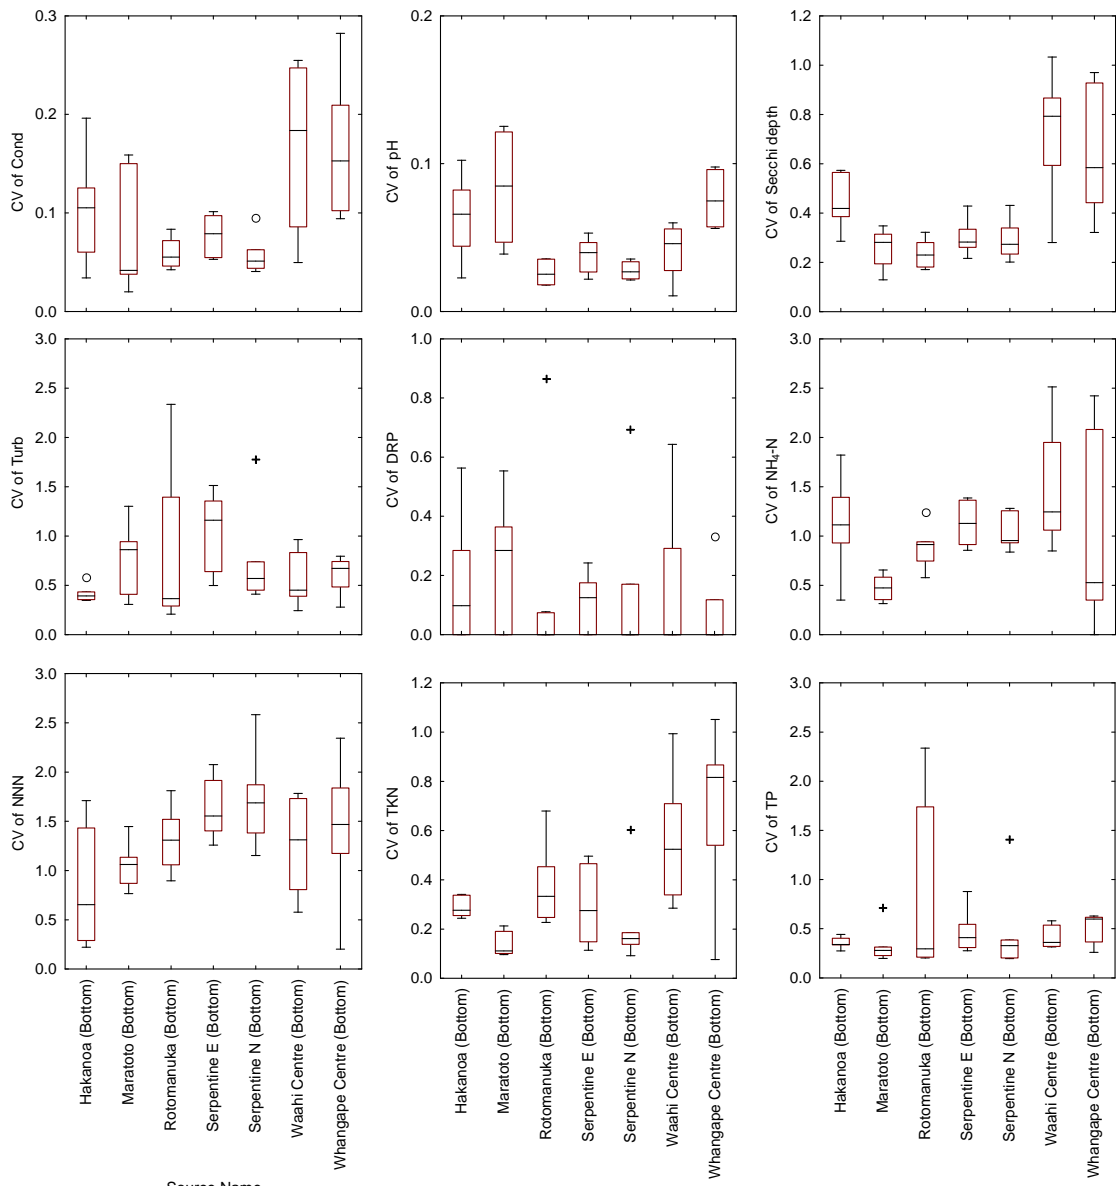 0.3
0.2
0.1
0.0
CV of Cond
0.2
0.1
0.0
CV of pH
1.2
1.0
0.8
0.6
0.4
0.2
0.0
CV of Secchi depth
3.0
2.5
2.0
1.5
1.0
0.5
0.0
CV of Turb
1.0
0.8
0.6
0.4
0.2
0.0
CV of DRP
3.0
2.5
2.0
1.5
1.0
0.5
0.0
CV of NH4-N
3.0
2.5
2.0
1.5
1.0
0.5
0.0
CV of NNN
1.2
1.0
0.8
0.6
0.4
0.2
0.0
CV of TKN
3.0
2.5
2.0
1.5
1.0
0.5
0.0
CV of TP
Hakanoa (Bottom)
Maratoto (Bottom)
Rotomanuka (Bottom)
Serpentine E (Bottom)
Serpentine N (Bottom)
Waahi Centre (Bottom)
Whangape Centre (Bottom)
Hakanoa (Bottom)
Maratoto (Bottom)
Rotomanuka (Bottom)
Serpentine E (Bottom)
Serpentine N (Bottom)
Waahi Centre (Bottom)
Whangape Centre (Bottom)
Hakanoa (Bottom)
Maratoto (Bottom)
Rotomanuka (Bottom)
Serpentine E (Bottom)
Serpentine N (Bottom)
Waahi Centre (Bottom)
Whangape Centre (Bottom)
Source Name